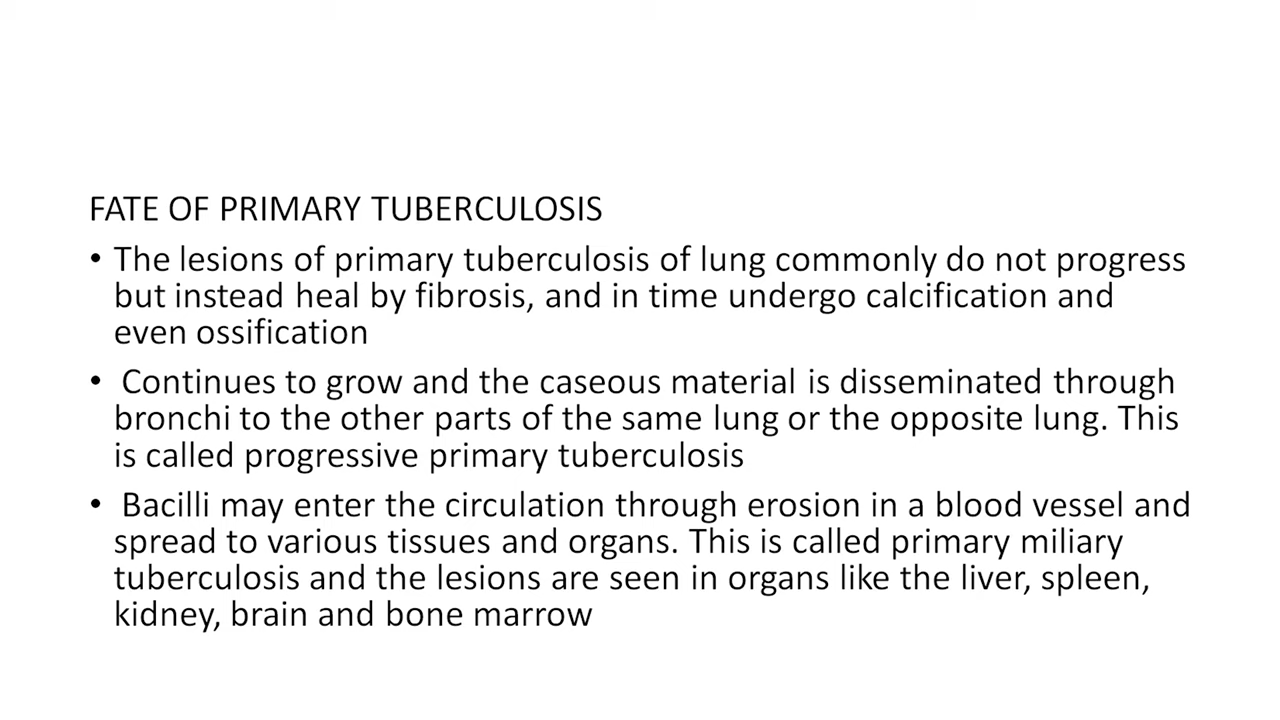 FATE OF PRIMARY TUBERCULOSIS
• The lesions of primary tuberculosis of lung commonly do not progress
but instead heal by fibrosis, and in time undergo calcification and
even ossification
• Continues to grow and the caseous material is disseminated through
bronchi to the other parts of the same lung or the opposite lung. This
is called progressive primary tuberculosis
• Bacilli may enter the circulation through erosion in a blood vessel and
spread to various tissues and organs. This is called primary miliary
tuberculosis and the lesions are seen in organs like the liver, spleen,
kidney, brain and bone marrow